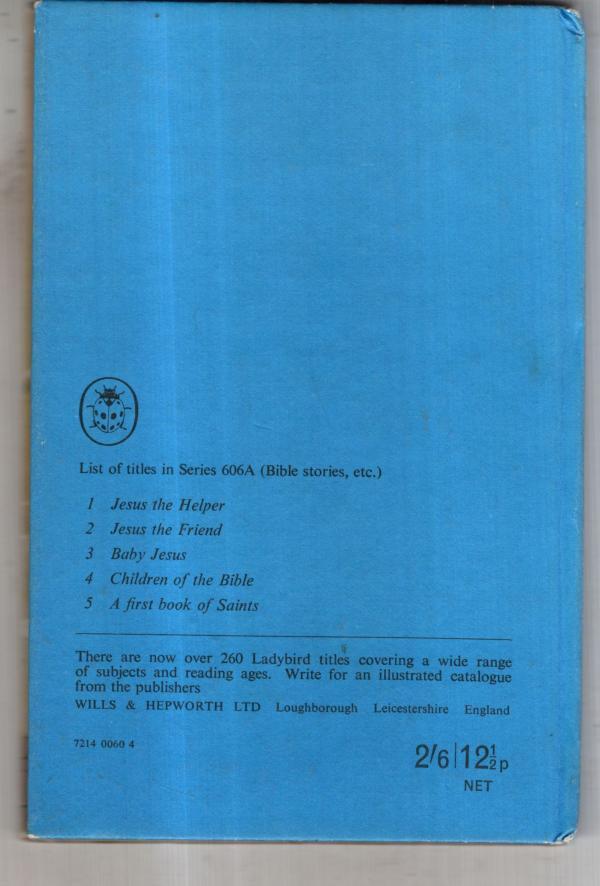 List of titles in Series 606A (Bible stories, etc.)
1 Jesus the Helper
2 Jesus the Friend
3 Baby Jesus
4 Children of the Bible
5 A first book of Saints
There are now over 260 Ladybird titles covering a wide range
of subjects and reading ages. Write for an illustrated catalogue
from the publishers
WILLS & HEPWORTH LTD Loughborough Leicestershire England
7214 0060 4
2/6|12½p
NET